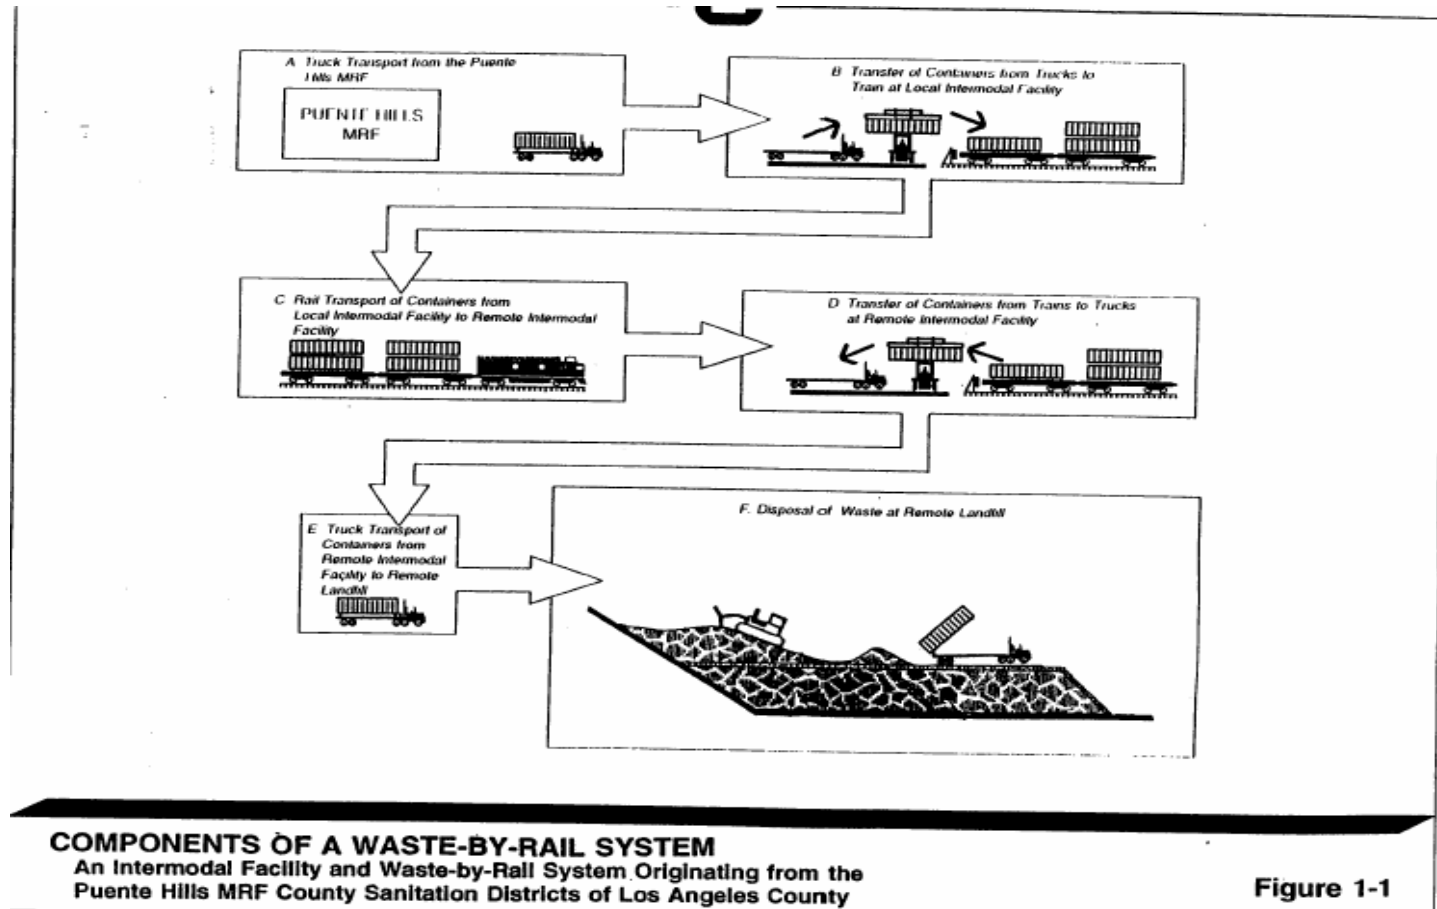 A Truck Transport from the Puente
Hills MRF
PUENTE HILLS
MRF
B Transfer of Containers from Trucks to
Train at Local Intermodal Facility
C Rail Transport of Containers from
Local Intermodal Facility to Remote Intermodal
Facility
D Transfer of Containers from Trains to Trucks
at Remote Intermodal Facility
E Truck Transport of
Containers from
Remote Intermodal
Facility to Remote
Landfill
F. Disposal of Waste at Remote Landfill
COMPONENTS OF A WASTE-BY-RAIL SYSTEM
An Intermodal Facility and Waste-by-Rail System Originating from the
Puente Hills MRF County Sanitation Districts of Los Angeles County
Figure 1-1